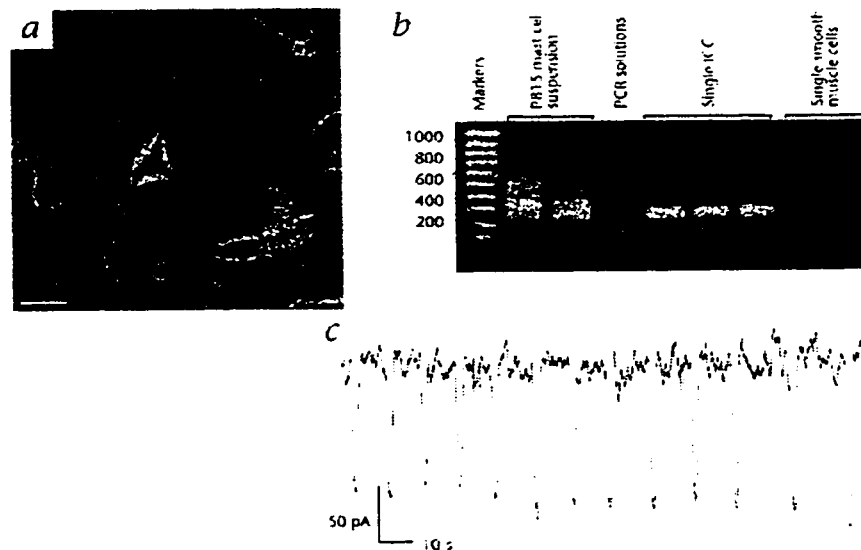 a
b
Markers
P815 mast cell
suspension
PCR solutions
Single ICC
Single smooth
muscle cells
1000
800
600
400
200
c
50 pA
10 s